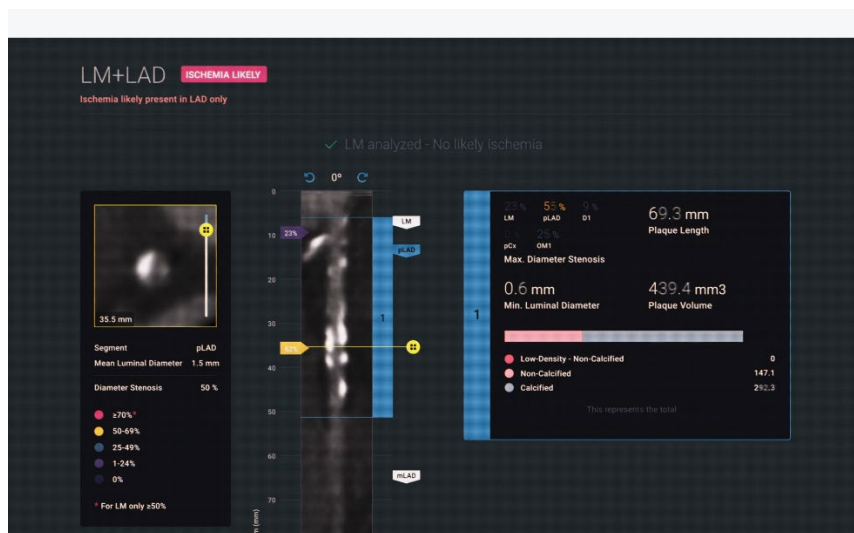 LM+LAD ISCHEMIA LIKELY
Ischemia likely present in LAD only
✓ LM analyzed - No likely ischemia
0º
35.5 mm
Segment pLAD
Mean Luminal Diameter 1.5 mm
Diameter Stenosis 50 %
≥70%*
50-69%
25-49%
1-24%
0%
* For LM only ≥50%
0
10
20
30
40
50
60
70
23%
LM
pLAD
1
mLAD
(mm)
1
23% 55% 9%
LM pLAD D1
0% 25%
pCx OM1
Max. Diameter Stenosis
69.3 mm
Plaque Length
0.6 mm
Min. Luminal Diameter
439.4 mm3
Plaque Volume
Low-Density - Non-Calcified 0
Non-Calcified 147.1
Calcified 292.3
This represents the total